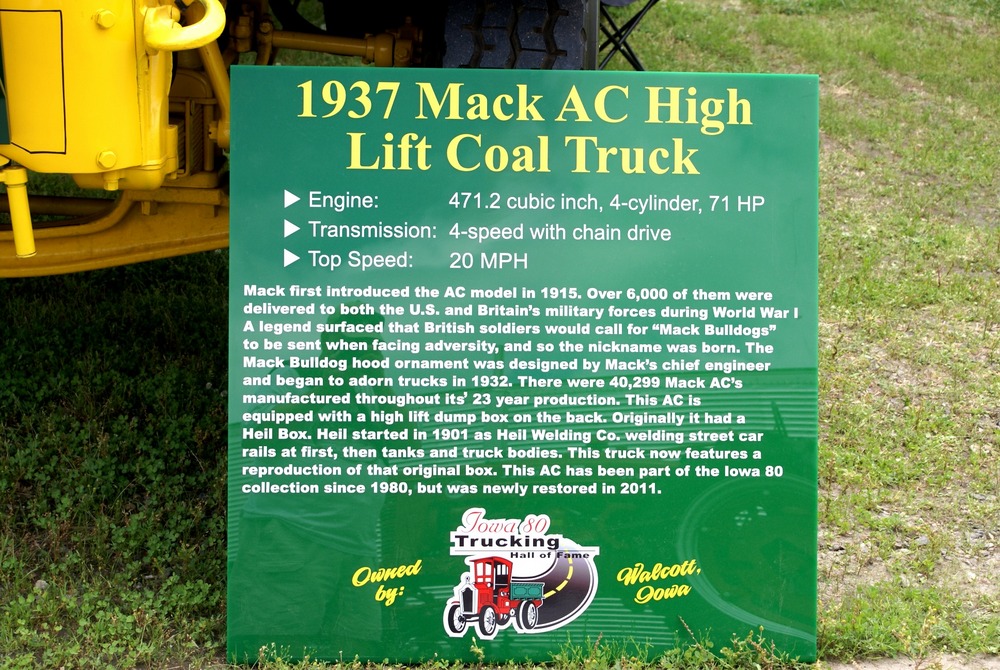 1937 Mack AC High
Lift Coal Truck
▶ Engine: 471.2 cubic inch, 4-cylinder, 71 HP
▶ Transmission: 4-speed with chain drive
▶ Top Speed: 20 MPH
Mack first introduced the AC model in 1915. Over 6,000 of them were
delivered to both the U.S. and Britain's military forces during World War I
A legend surfaced that British soldiers would call for "Mack Bulldogs"
to be sent when facing adversity, and so the nickname was born. The
Mack Bulldog hood ornament was designed by Mack's chief engineer
and began to adorn trucks in 1932. There were 40,299 Mack AC's
manufactured throughout its' 23 year production. This AC is
equipped with a high lift dump box on the back. Originally it had a
Heil Box. Heil started in 1901 as Heil Welding Co. welding street car
rails at first, then tanks and truck bodies. This truck now features a
reproduction of that original box. This AC has been part of the Iowa 80
collection since 1980, but was newly restored in 2011.
Iowa 80
Trucking
Hall of Fame
Owned
by:
Walcott,
Iowa